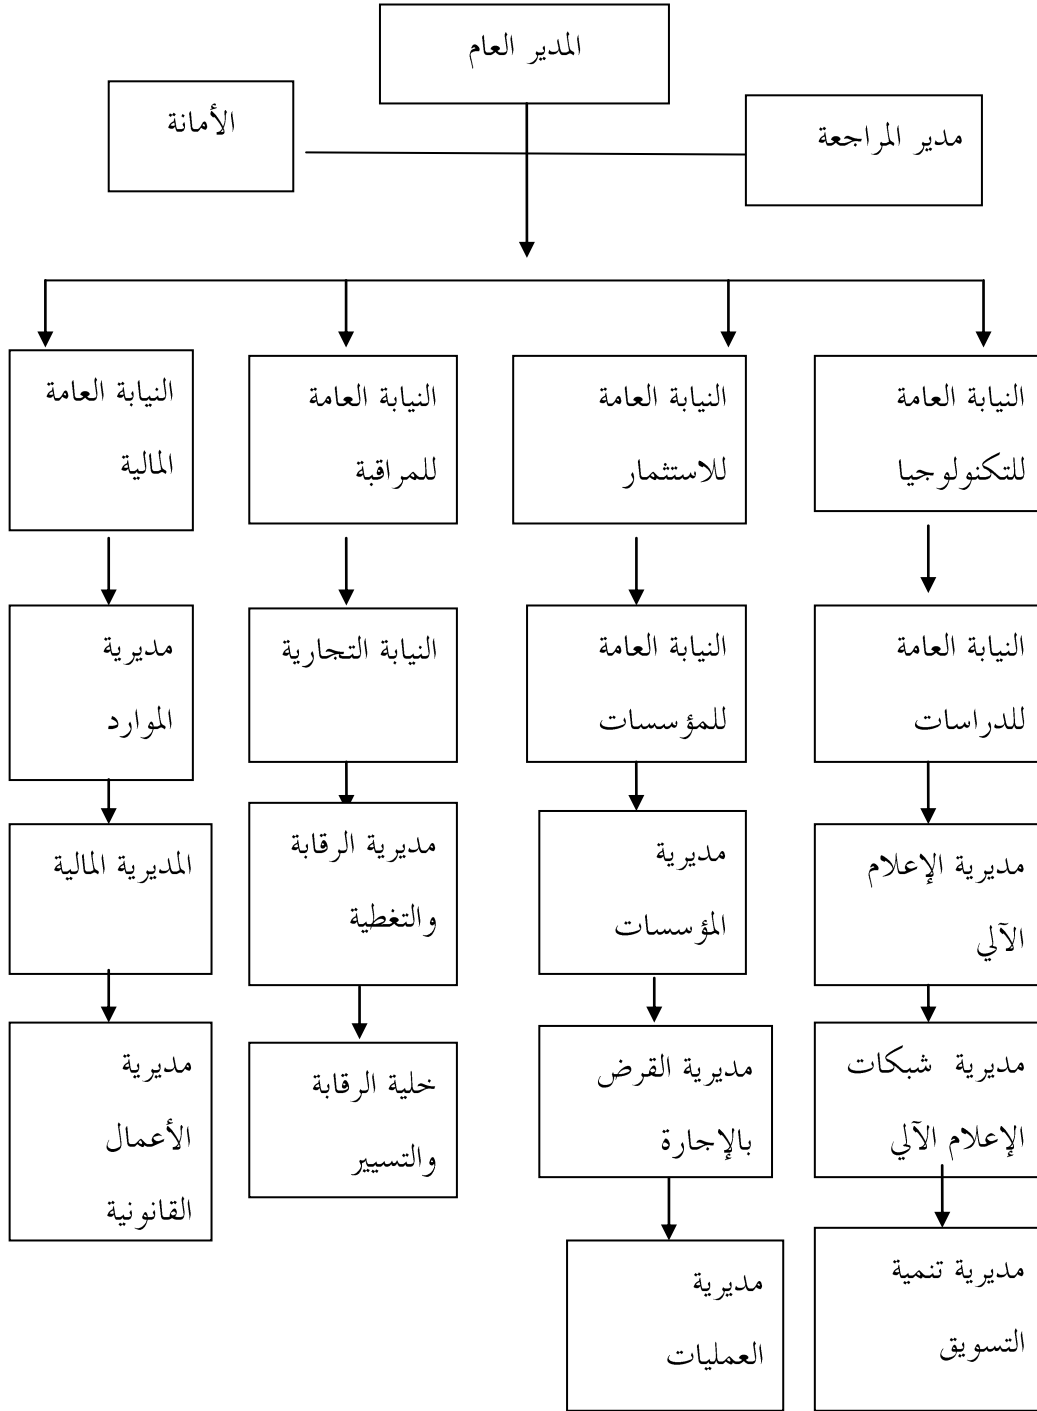 المدير العام
الأمانة
مدير المراجعة
النيابة العامة
للتكنولوجيا
النيابة العامة
للاستثمار
النيابة العامة
للمراقبة
النيابة العامة
المالية
النيابة العامة
للدراسات
النيابة العامة
للمؤسسات
النيابة التجارية
مديرية
الموارد
مديرية الإعلام
الآلي
مديرية
المؤسسات
مديرية الرقابة
والتغطية
المديرية المالية
مديرية شبكات
الإعلام الآلي
مديرية القرض
بالإجارة
خلية الرقابة
والتسيير
مديرية
الأعمال
القانونية
مديرية تنمية
التسويق
مديرية
العمليات